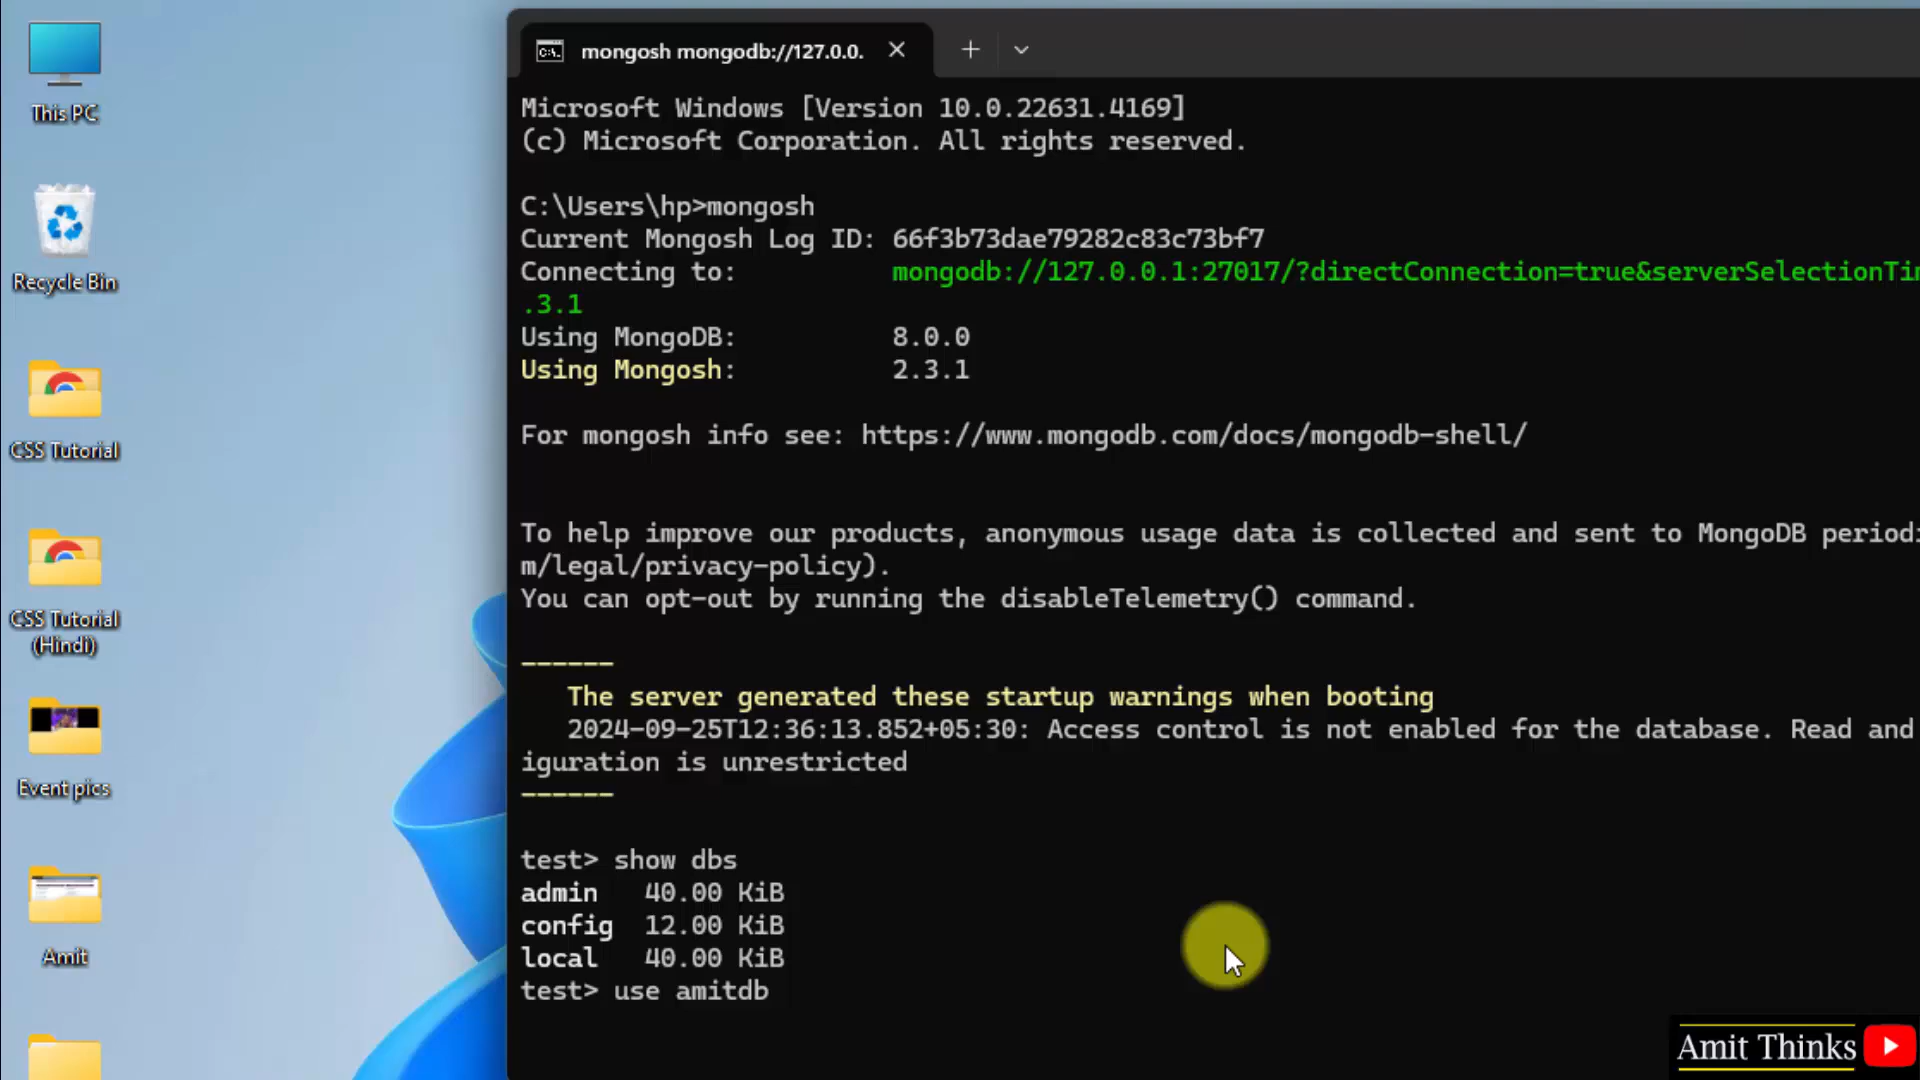 This PC
Recycle Bin
CSS Tutorial
CSS Tutorial
(Hindi)
Event pics
Amit
mongosh mongodb://127.0.0.
Microsoft Windows [Version 10.0.22631.4169]
(c) Microsoft Corporation. All rights reserved.
C:\Users\hp>mongosh
Current Mongosh Log ID: 66f3b73dae79282c83c73bf7
Connecting to: mongodb://127.0.0.1:27017/?directConnection=true&serverSelectionTi
.3.1
Using MongoDB: 8.0.0
Using Mongosh: 2.3.1
For mongosh info see: https://www.mongodb.com/docs/mongodb-shell/
To help improve our products, anonymous usage data is collected and sent to MongoDB periodi
m/legal/privacy-policy).
You can opt-out by running the disableTelemetry() command.
------
The server generated these startup warnings when booting
2024-09-25T12:36:13.852+05:30: Access control is not enabled for the database. Read and
iguration is unrestricted
------
test> show dbs
admin 40.00 KiB
config 12.00 KiB
local 40.00 KiB
test> use amitdb
Amit Thinks